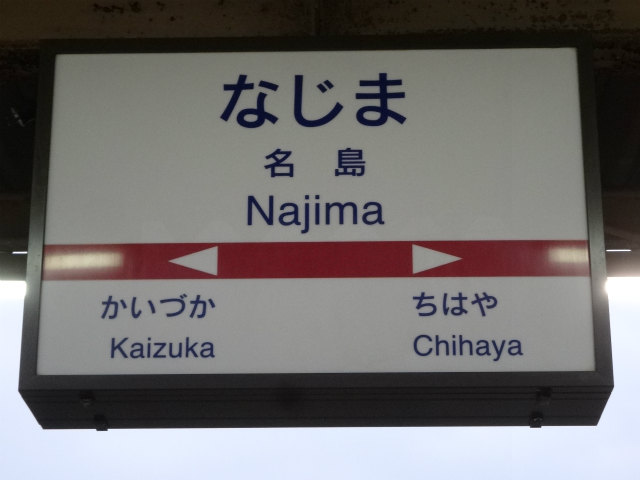 なじま
名島
Najima
かいづか ちはや
Kaizuka Chihaya